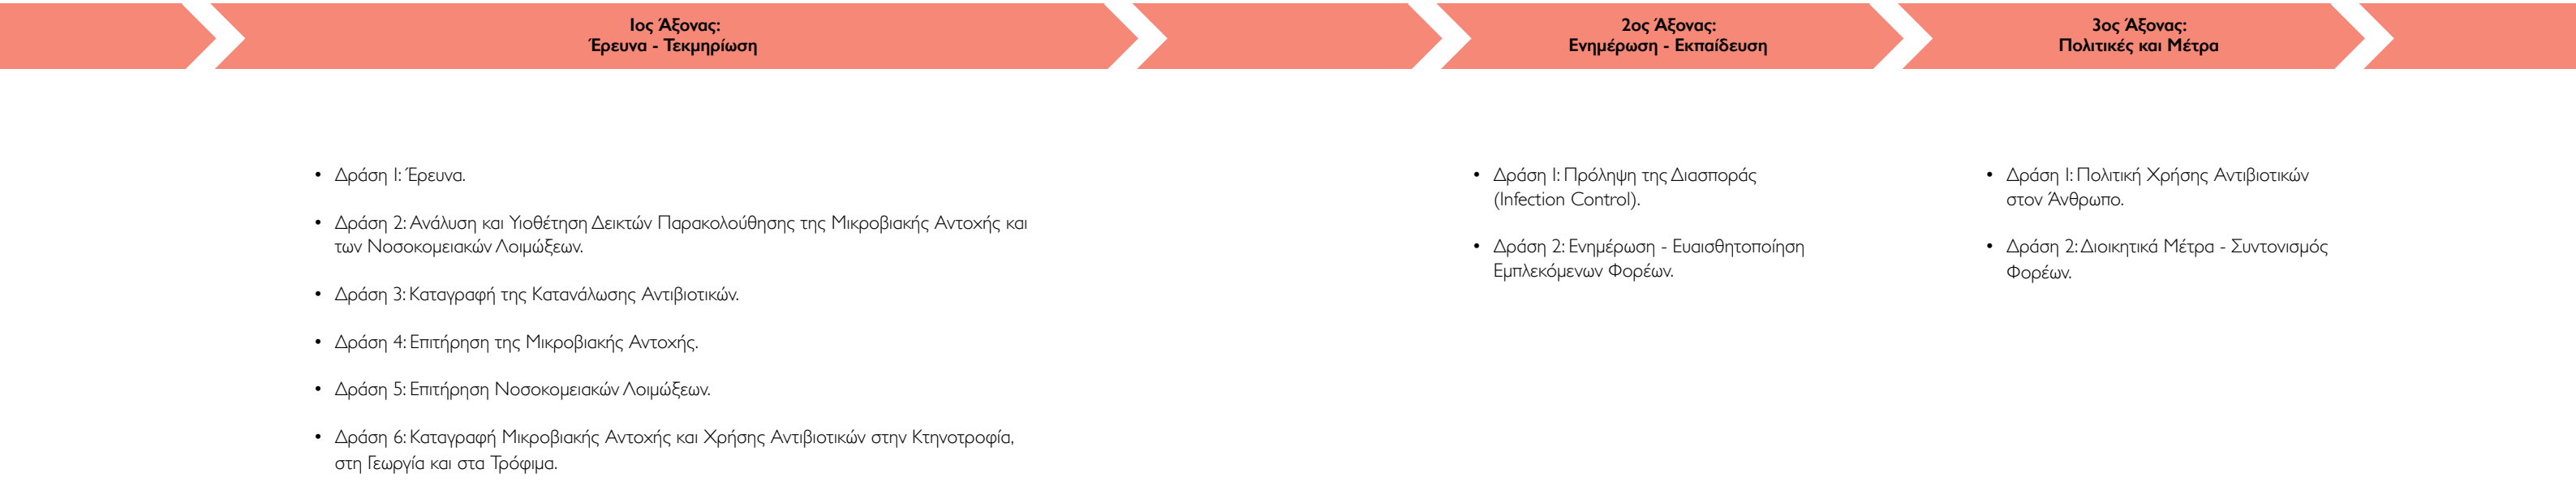 1ος Άξονας:
Έρευνα - Τεκμηρίωση
• Δράση 1: Έρευνα.
• Δράση 2: Ανάλυση και Υιοθέτηση Δεικτών Παρακολούθησης της Μικροβιακής Αντοχής και
των Νοσοκομειακών Λοιμώξεων.
• Δράση 3: Καταγραφή της Κατανάλωσης Αντιβιοτικών.
• Δράση 4: Επιτήρηση της Μικροβιακής Αντοχής.
• Δράση 5: Επιτήρηση Νοσοκομειακών Λοιμώξεων.
• Δράση 6: Καταγραφή Μικροβιακής Αντοχής και Χρήσης Αντιβιοτικών στην Κτηνοτροφία,
στη Γεωργία και στα Τρόφιμα.
2ος Άξονας:
Ενημέρωση - Εκπαίδευση
• Δράση 1: Πρόληψη της Διασποράς
(Infection Control).
• Δράση 2: Ενημέρωση - Ευαισθητοποίηση
Εμπλεκόμενων Φορέων.
3ος Άξονας:
Πολιτικές και Μέτρα
• Δράση 1: Πολιτική Χρήσης Αντιβιοτικών
στον Άνθρωπο.
• Δράση 2: Διοικητικά Μέτρα - Συντονισμός
Φορέων.